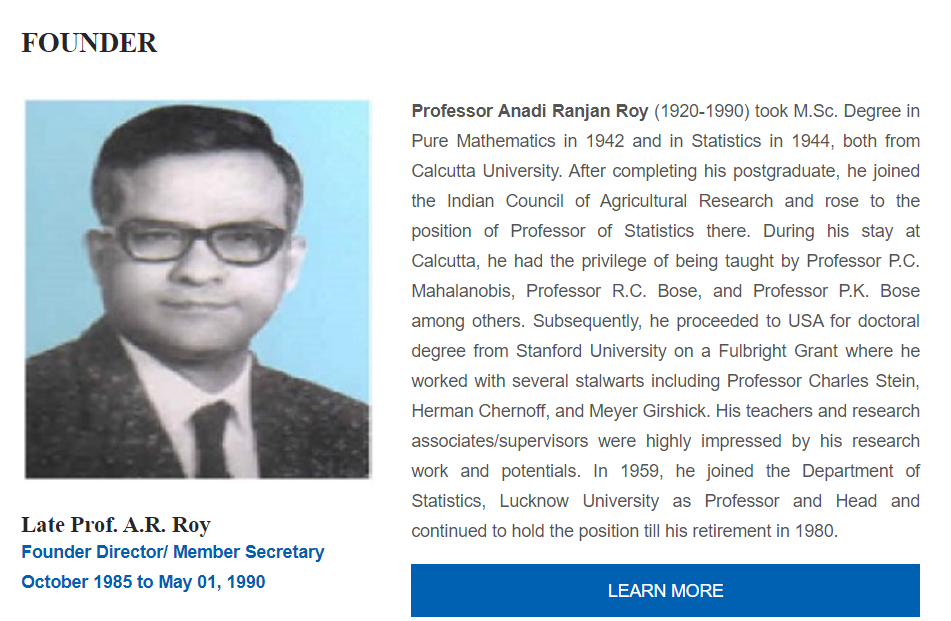 FOUNDER
Professor Anadi Ranjan Roy (1920-1990) took M.Sc. Degree in
Pure Mathematics in 1942 and in Statistics in 1944, both from
Calcutta University. After completing his postgraduate, he joined
the Indian Council of Agricultural Research and rose to the
position of Professor of Statistics there. During his stay at
Calcutta, he had the privilege of being taught by Professor P.C.
Mahalanobis, Professor R.C. Bose, and Professor P.K. Bose
among others. Subsequently, he proceeded to USA for doctoral
degree from Stanford University on a Fulbright Grant where he
worked with several stalwarts including Professor Charles Stein,
Herman Chernoff, and Meyer Girshick. His teachers and research
associates/supervisors were highly impressed by his research
work and potentials. In 1959, he joined the Department of
Statistics, Lucknow University as Professor and Head and
continued to hold the position till his retirement in 1980.
Late Prof. A.R. Roy
Founder Director/ Member Secretary
October 1985 to May 01, 1990
LEARN MORE